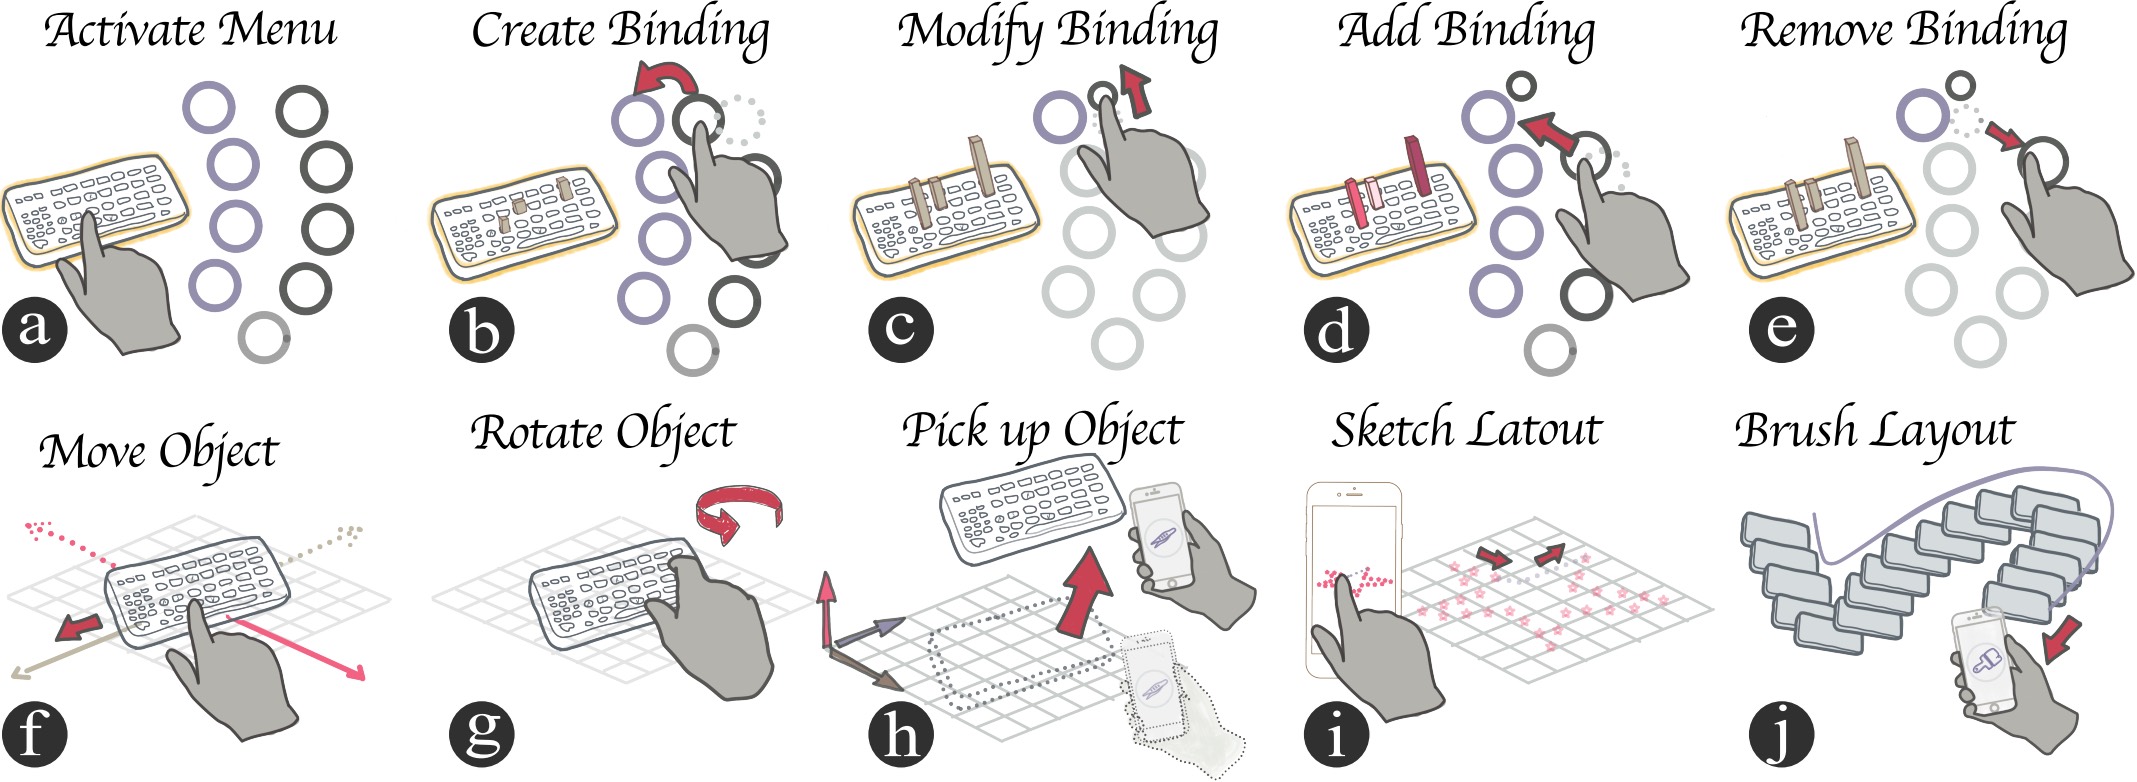 Activate Menu
Create Binding
Modify Binding
Add Binding
Remove Binding
a
b
c
d
e
Move Object
Rotate Object
Pick up Object
Sketch Latout
Brush Layout
f
g
h
i
j